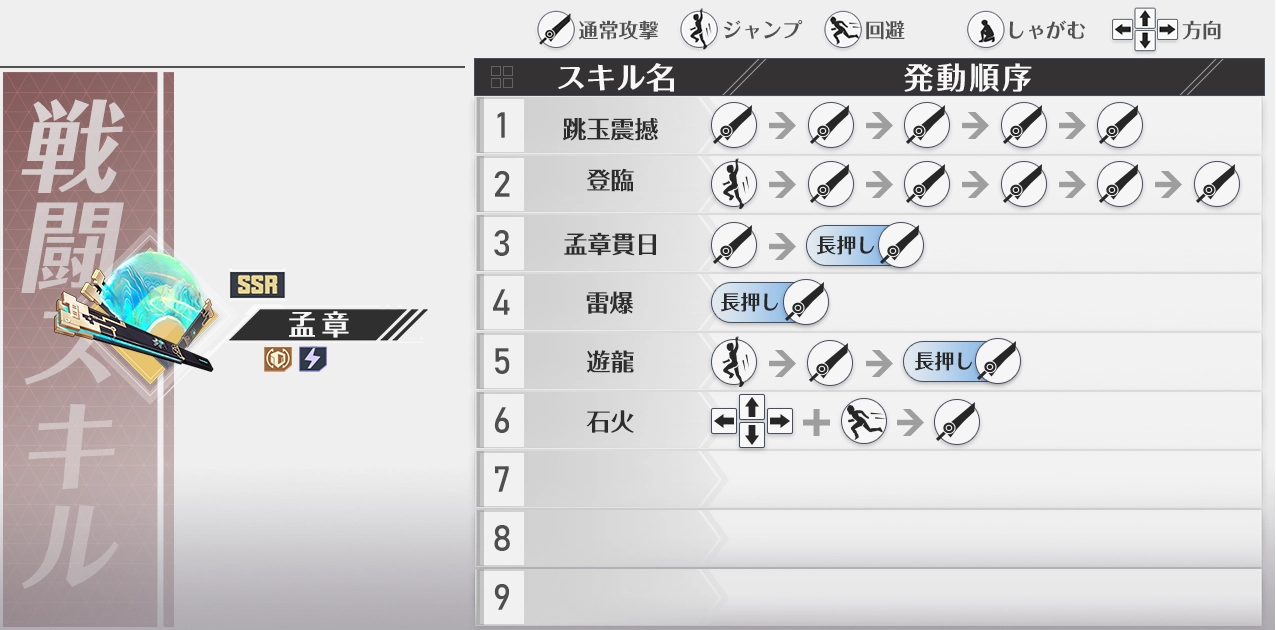 通常攻撃 ジャンプ 回避 しゃがむ 方向
スキル名 発動順序
戦闘スキル
SSR
孟章
1 跳玉震撼
2 登臨
3 孟章貫日 長押し
4 雷爆 長押し
5 遊龍 長押し
6 石火
7
8
9